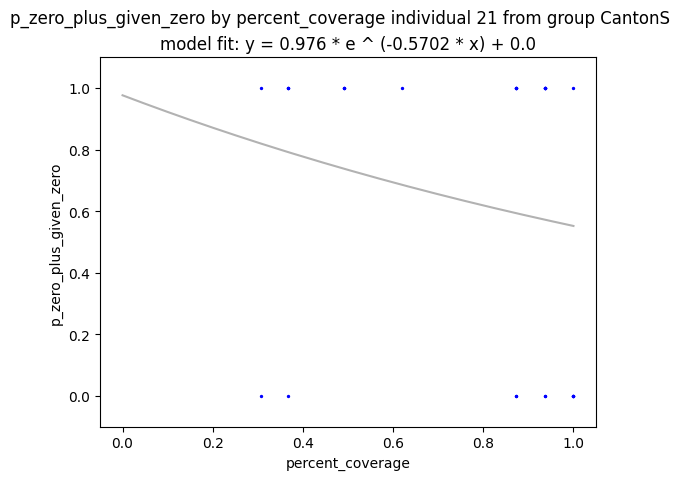 p_zero_plus_given_zero by percent_coverage individual 21 from group CantonS
model fit: y = 0.976 * e ^ (-0.5702 * x) + 0.0
1.0
0.8
0.6
0.4
0.2
0.0
p_zero_plus_given_zero
0.0 0.2 0.4 0.6 0.8 1.0
percent_coverage